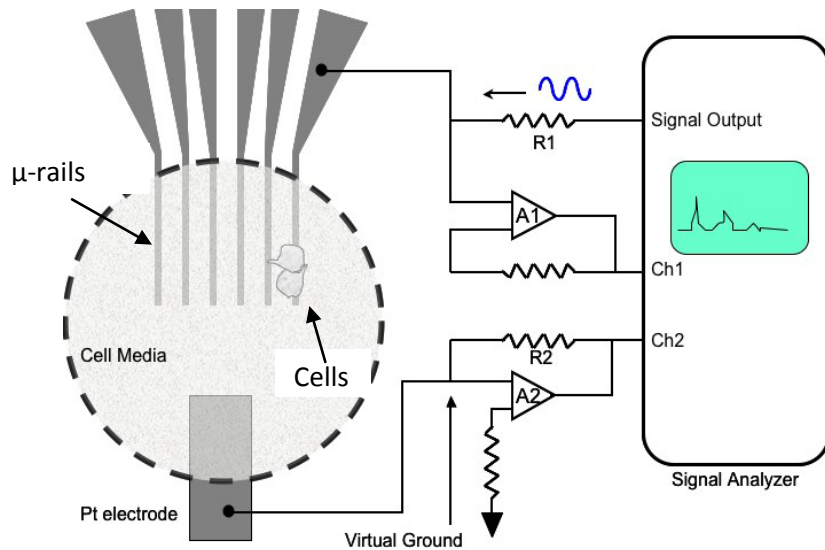 Signal Output
R1
µ-rails
A1
Ch1
Ch2
R2
Cell Media
Cells
A2
Signal Analyzer
Pt electrode
Virtual Ground